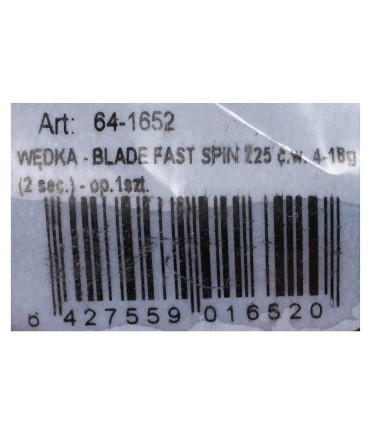 Art: 64-1652
WĘDKA - BLADE FAST SPIN 225 c.w. 4-18g
(2 sec.) - op.1szt.
6 427559 016520